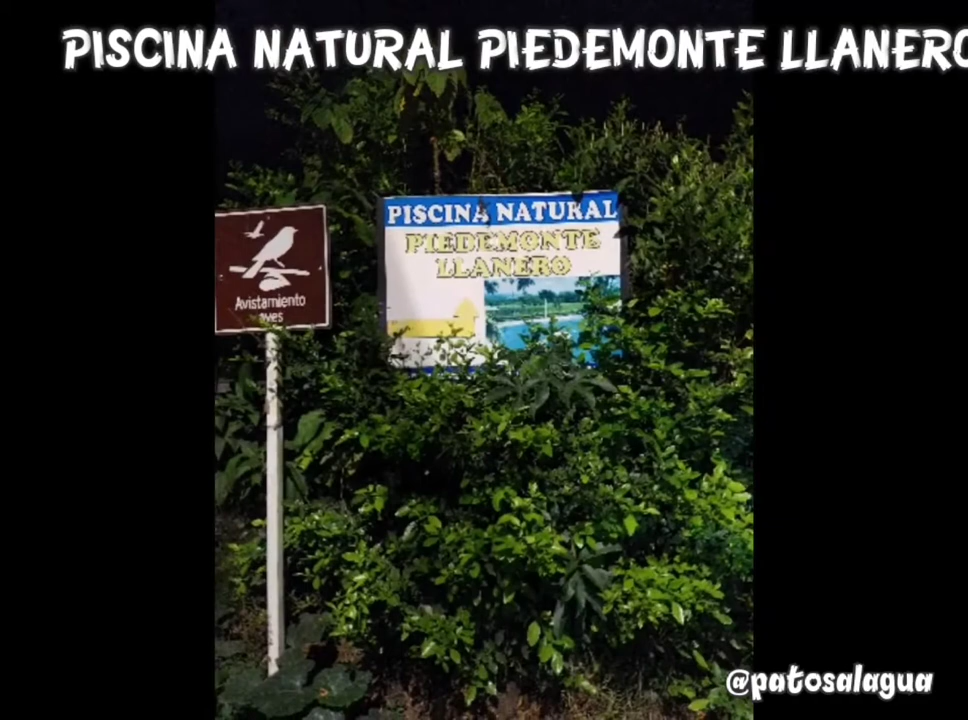 PISCINA NATURAL PIEDEMONTE LLANERO
PISCINA NATURAL
PIEDEMONTE
LLANERO
Avistamiento
aves
@patosalagua